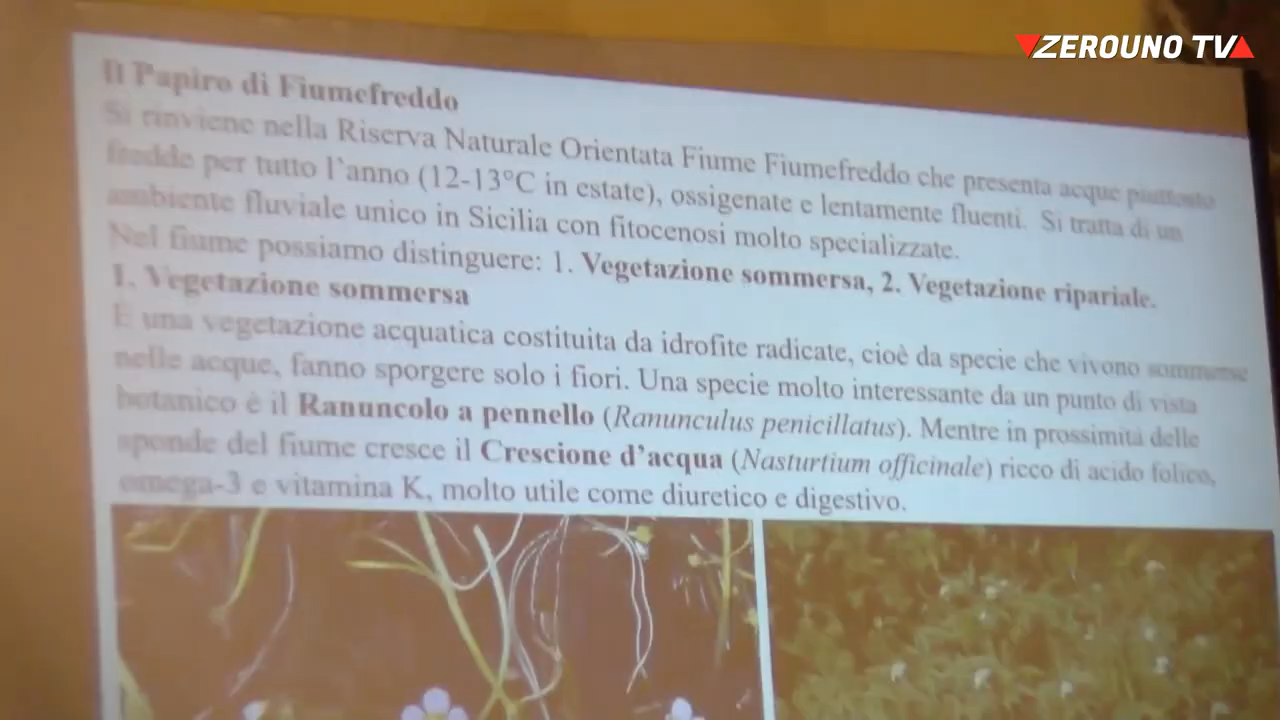 ZEROUNO TV
Il Papiro di Fiumefreddo
Si rinviene nella Riserva Naturale Orientata Fiume Fiumefreddo che presenta acque piuttosto
fredde per tutto l'anno (12-13°C in estate), ossigenate e lentamente fluenti. Si tratta di un
ambiente fluviale unico in Sicilia con fitocenosi molto specializzate.
Nel fiume possiamo distinguere: 1. Vegetazione sommersa, 2. Vegetazione ripariale.
1. Vegetazione sommersa
È una vegetazione acquatica costituita da idrofite radicate, cioè da specie che vivono sommerse
nelle acque, fanno sporgere solo i fiori. Una specie molto interessante da un punto di vista
botanico è il Ranuncolo a pennello (Ranunculus penicillatus). Mentre in prossimità delle
sponde del fiume cresce il Crescione d'acqua (Nasturtium officinale) ricco di acido folico,
omega-3 e vitamina K, molto utile come diuretico e digestivo.